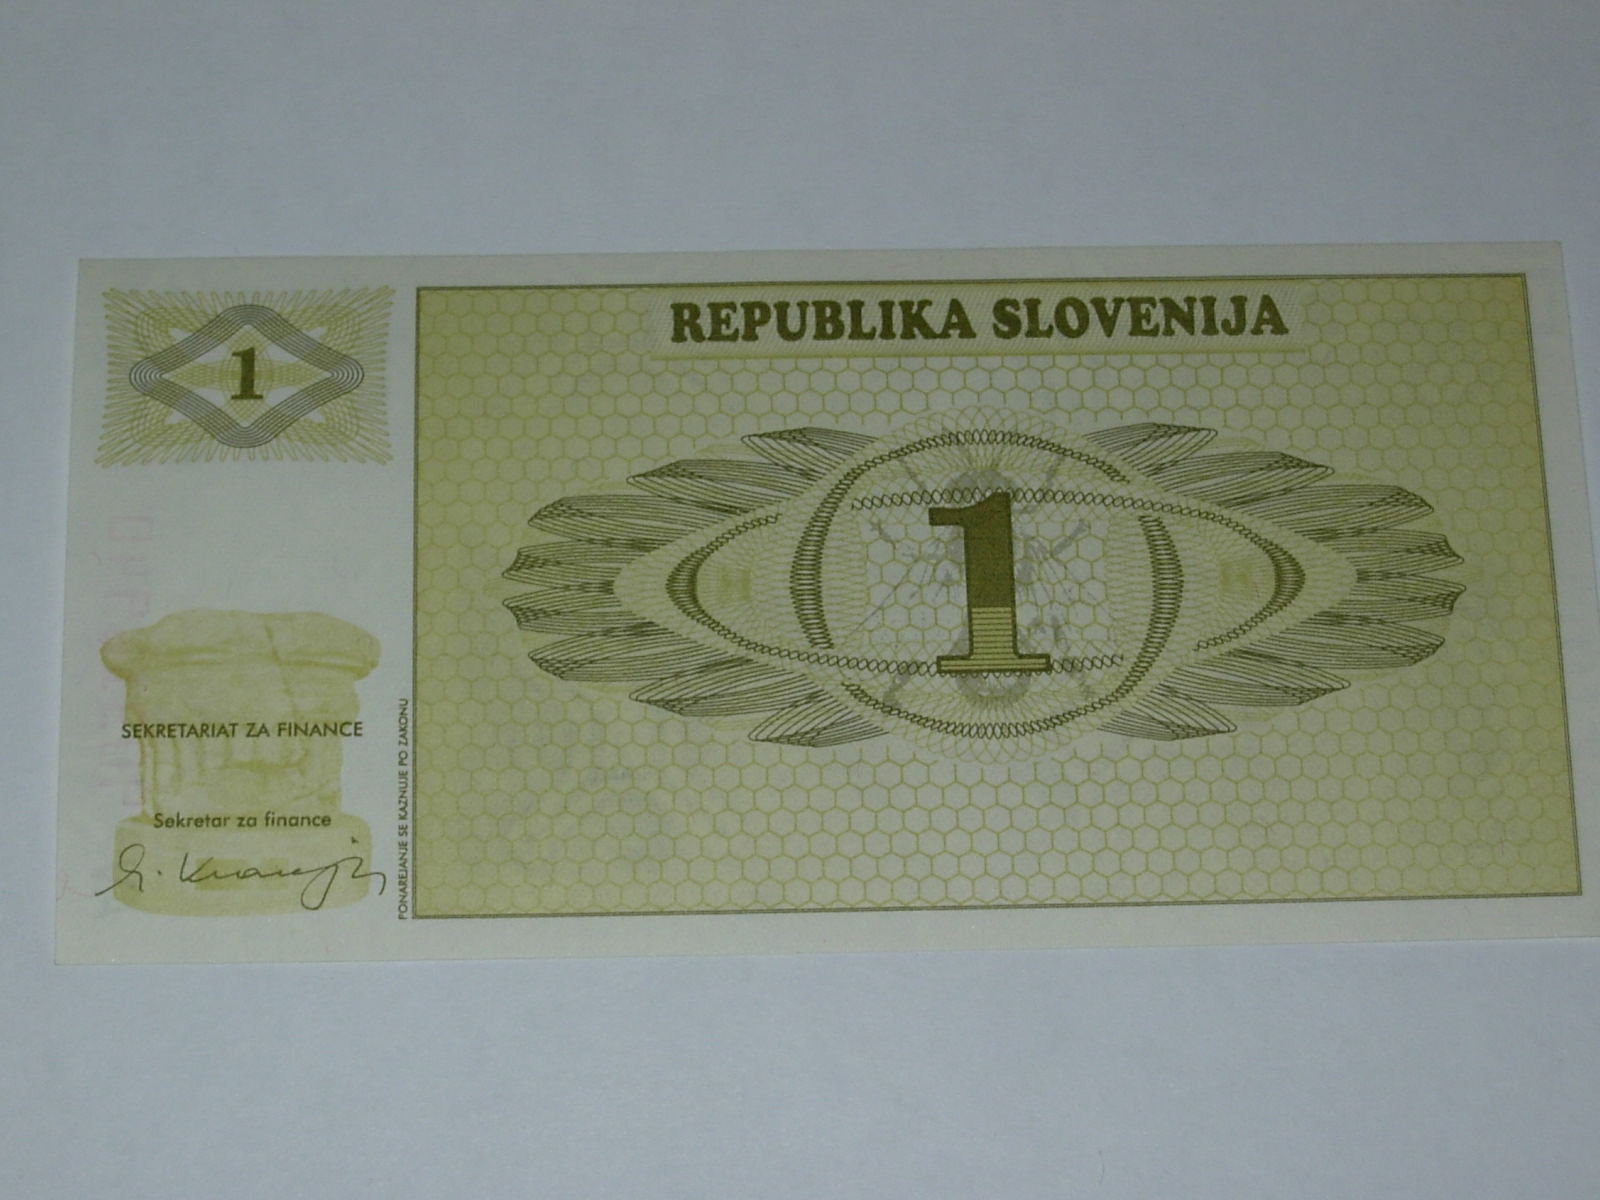 1
REPUBLIKA SLOVENIJA
1
SEKRETARIAT ZA FINANCE
Sekretar za finance
PONAREJANJE SE KAZNUJE PO ZAKONU